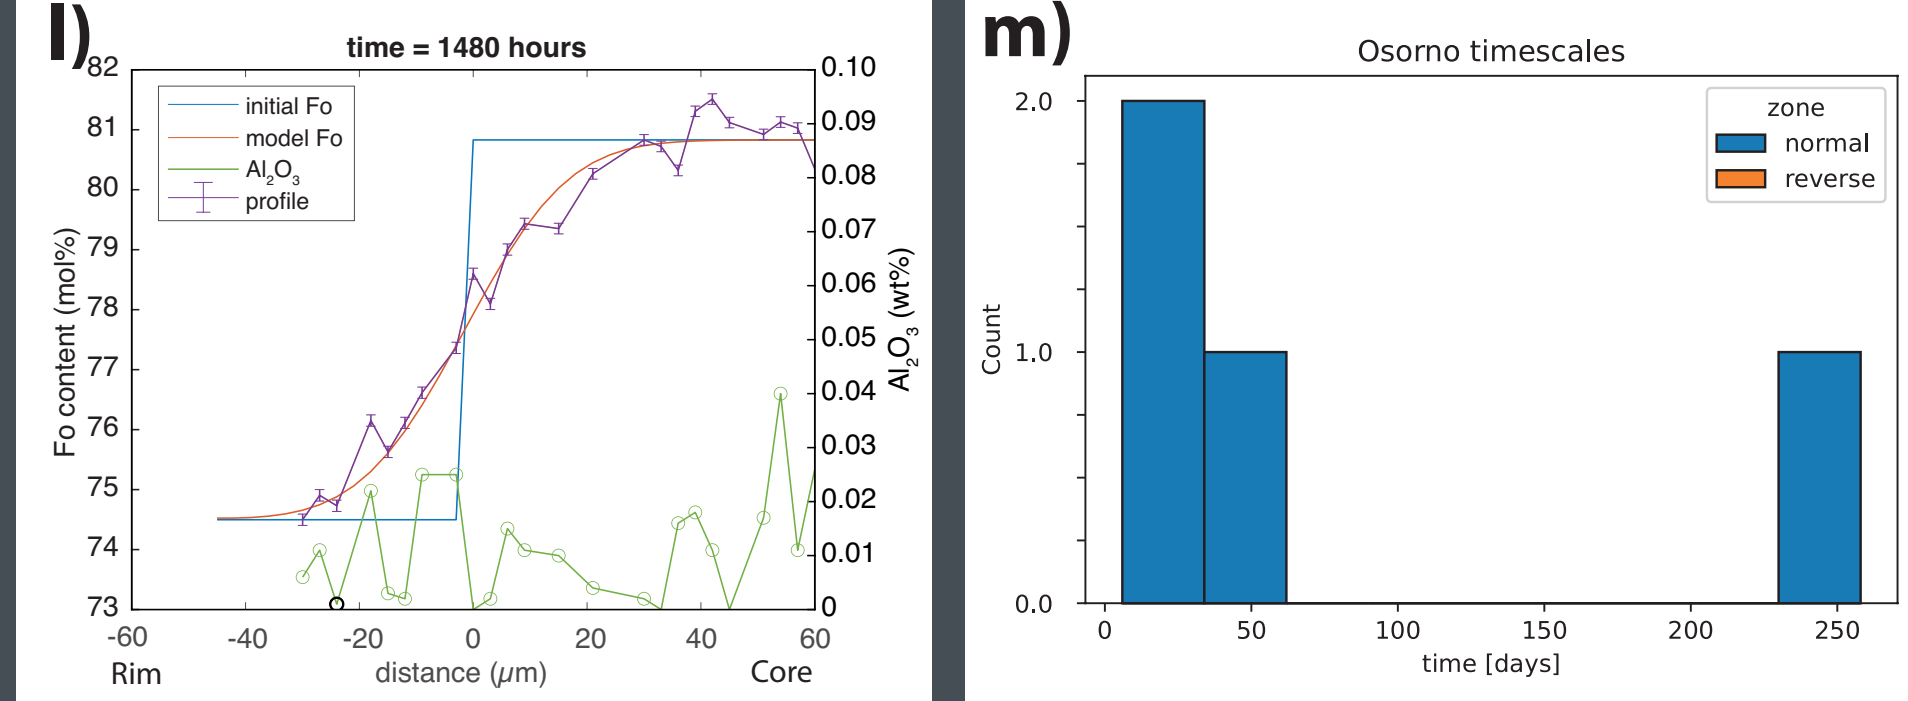 l)
time = 1480 hours
initial Fo
model Fo
Al2O3
profile
82
81
80
79
78
77
76
75
74
73
Fo content (mol%)
0.10
0.09
0.08
0.07
0.06
0.05
0.04
0.03
0.02
0.01
0
Al2O3 (wt%)
-60 -40 -20 0 20 40 60
Rim distance (μm) Core
m)
Osorno timescales
zone
normal
reverse
2.0
1.0
0.0
Count
0 50 100 150 200 250
time [days]